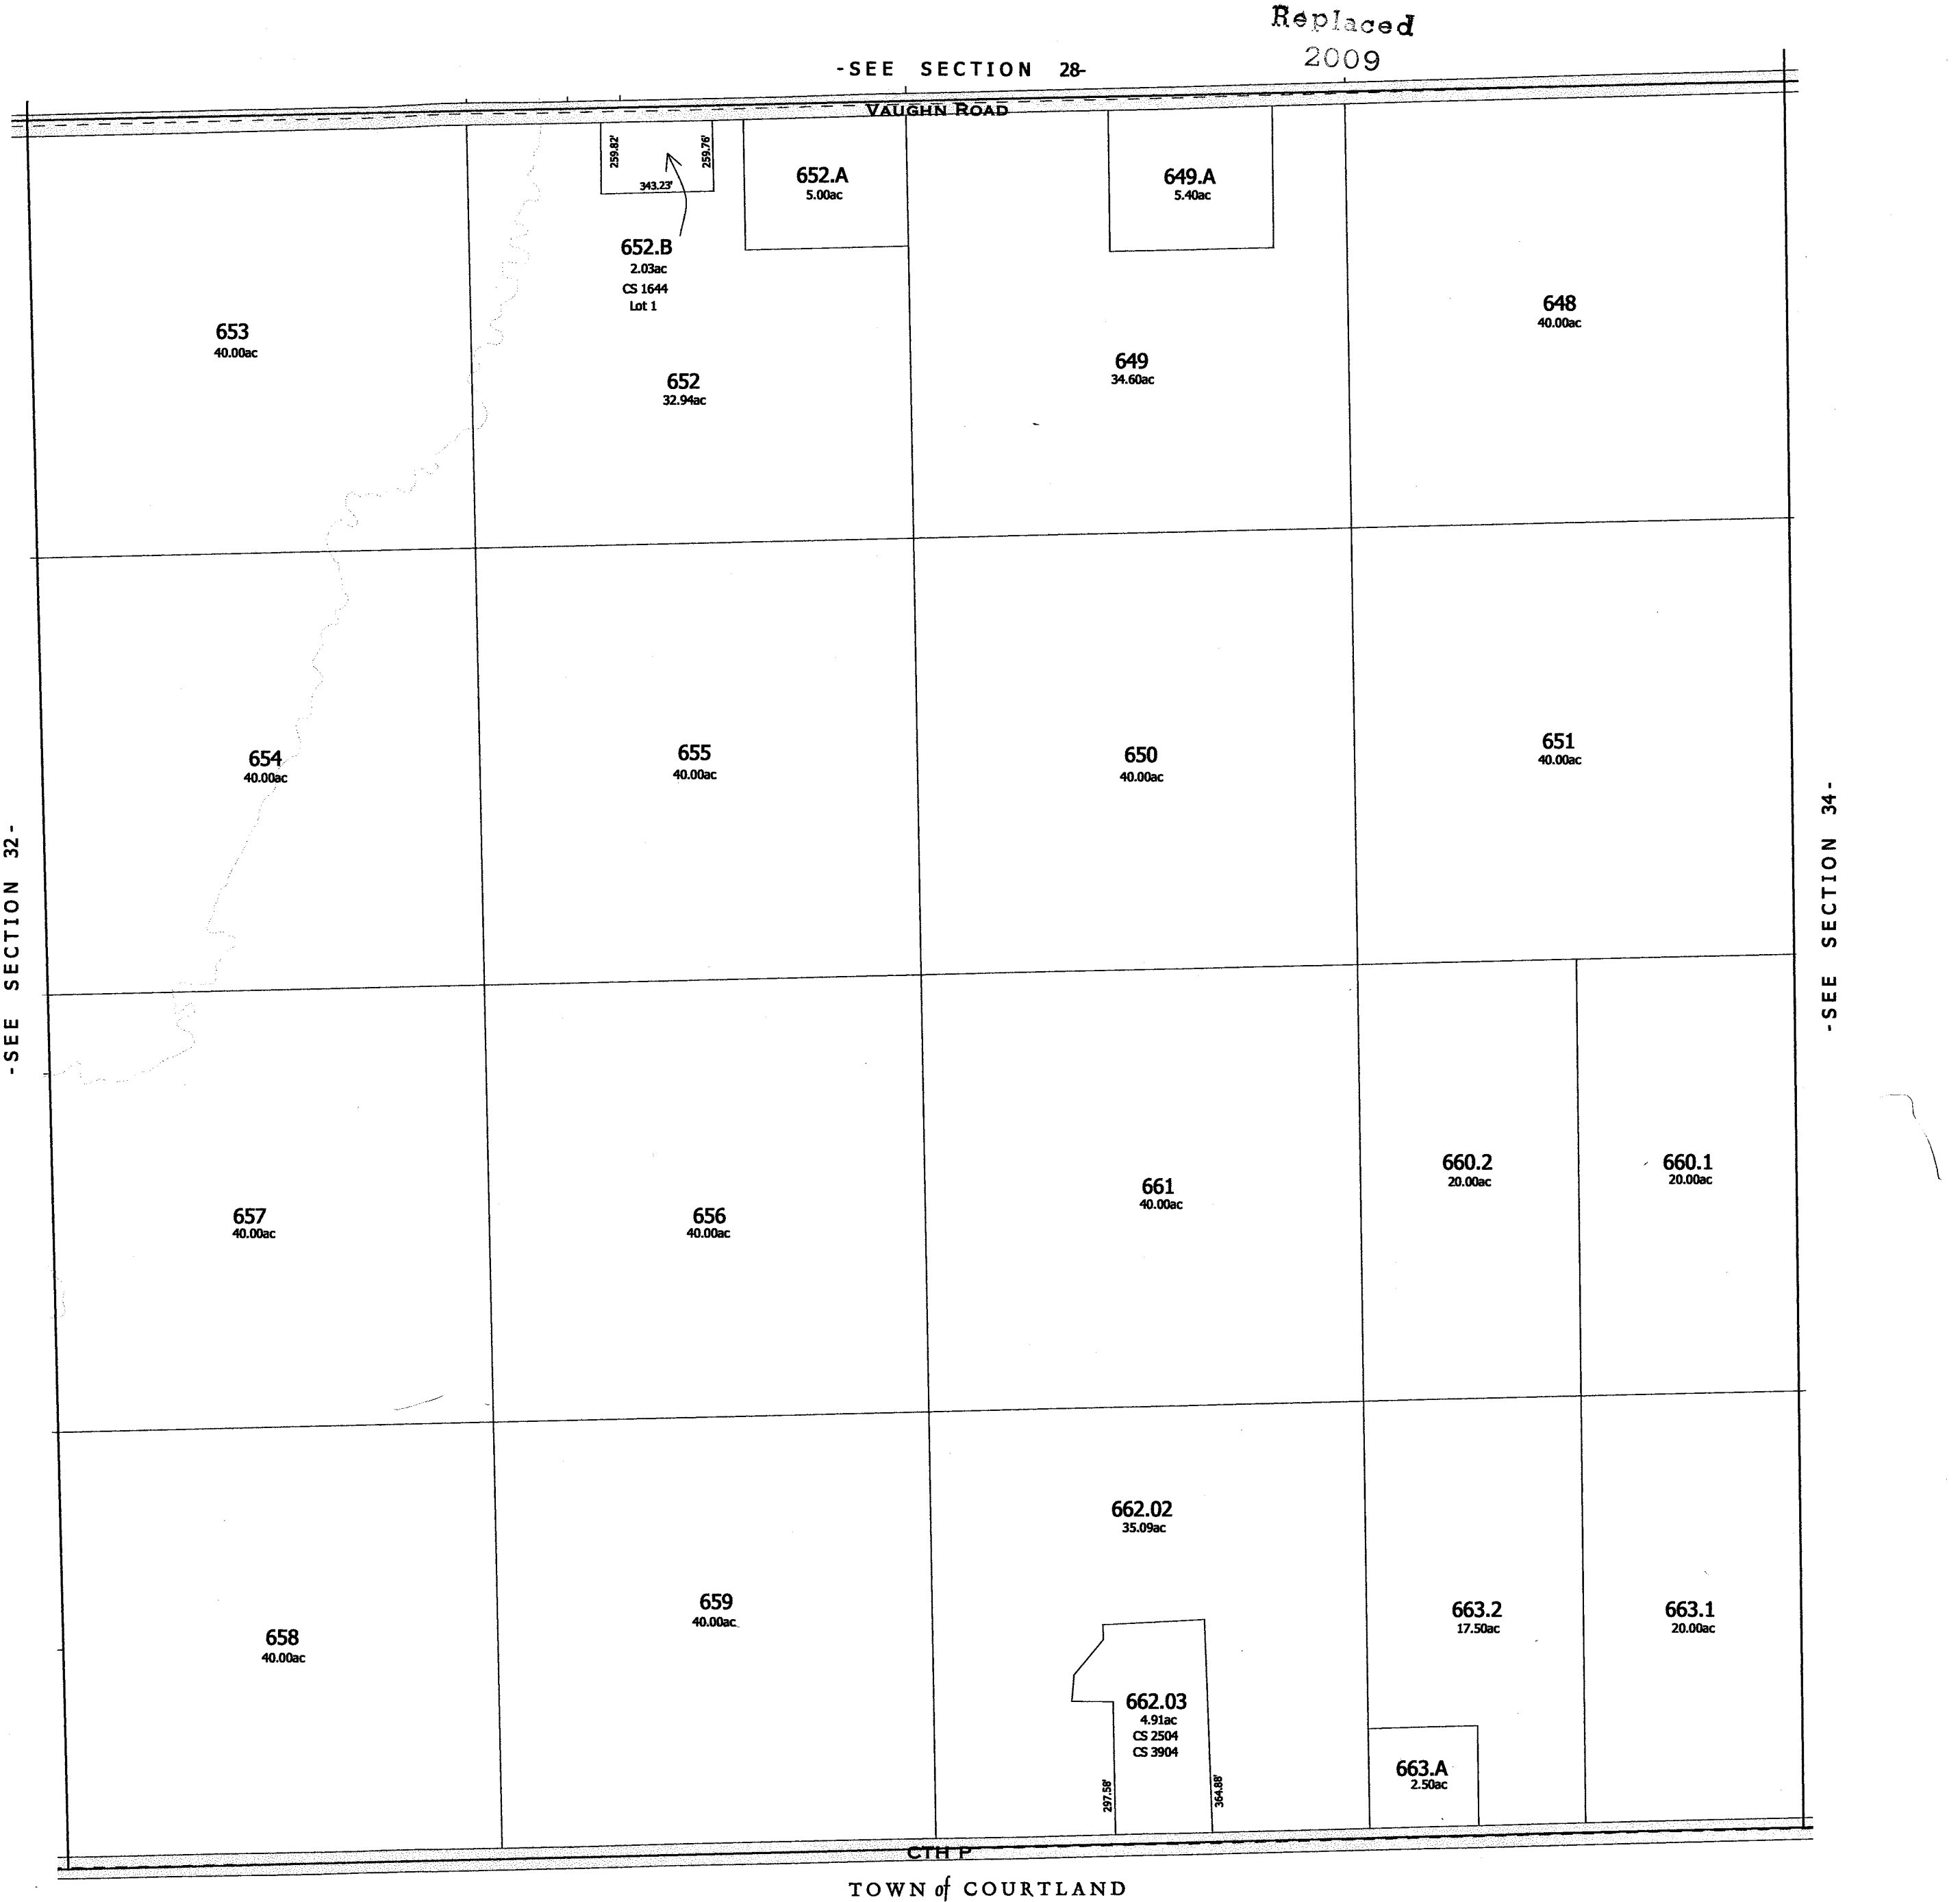 Replaced
2009
-SEE SECTION 28-
VAUGHN ROAD
259.82'
259.76'
343.23'
652.A
5.00ac
649.A
5.40ac
652.B
2.03ac
CS 1644
Lot 1
653
40.00ac
652
32.94ac
649
34.60ac
648
40.00ac
654
40.00ac
655
40.00ac
650
40.00ac
651
40.00ac
-SEE SECTION 32-
-SEE SECTION 34-
657
40.00ac
656
40.00ac
661
40.00ac
660.2
20.00ac
660.1
20.00ac
662.02
35.09ac
658
40.00ac
659
40.00ac
663.2
17.50ac
663.1
20.00ac
662.03
4.91ac
CS 2504
CS 3904
297.58'
364.88'
663.A
2.50ac
CTH P
TOWN of COURTLAND